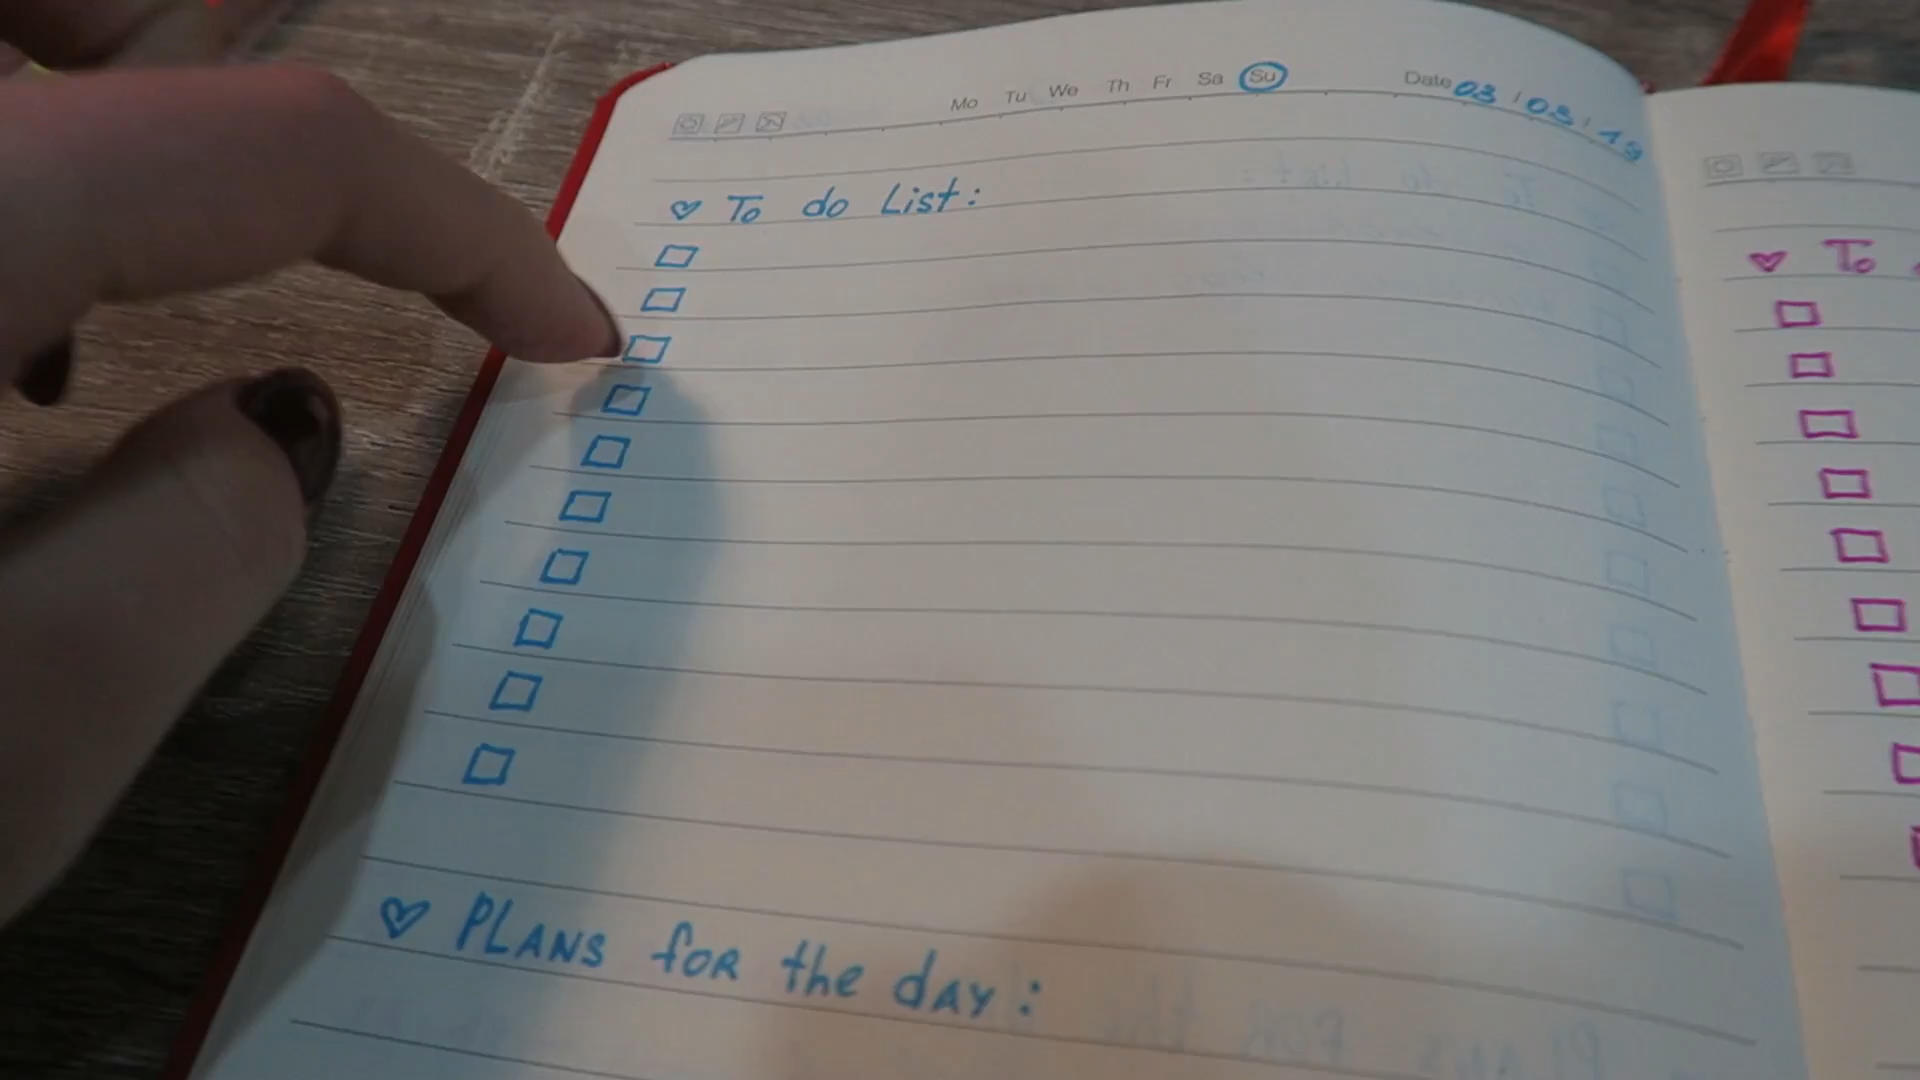 Mo Tu We Th Fr Sa Su Date 03 / 03 / 19
♡ To do List:
♡ PLANS for the day:
♡ To